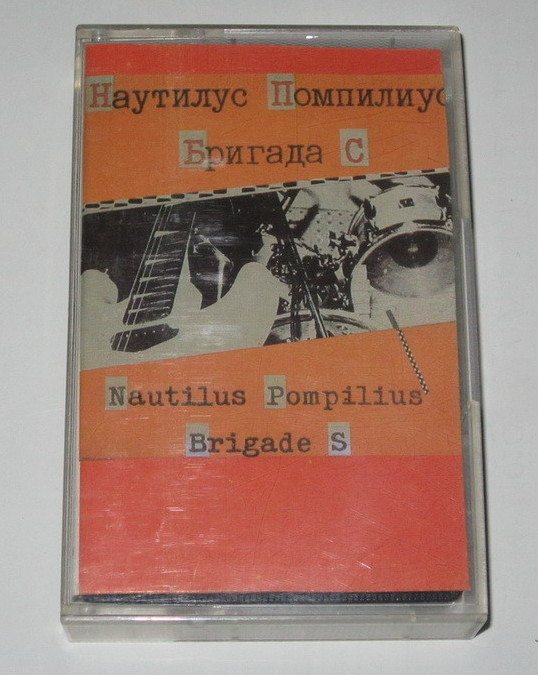 Наутилус Помпилиус
Бригада С
Nautilus Pompilius
Brigade S